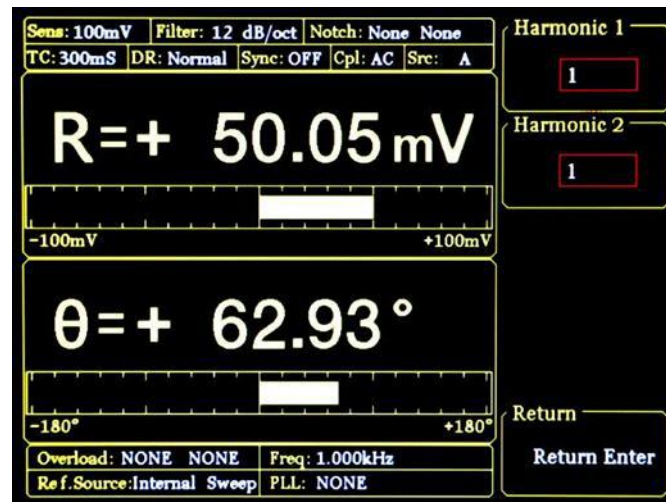 Sens: 100mV Filter: 12 dB/oct Notch: None None
TC: 300mS DR: Normal Sync: OFF Cpl: AC Src: A
R=+ 50.05 mV
-100mV +100mV
θ=+ 62.93°
-180° +180°
Overload: NONE NONE Freq: 1.000kHz
Ref.Source:Internal Sweep PLL: NONE
Harmonic 1
1
Harmonic 2
1
Return
Return Enter